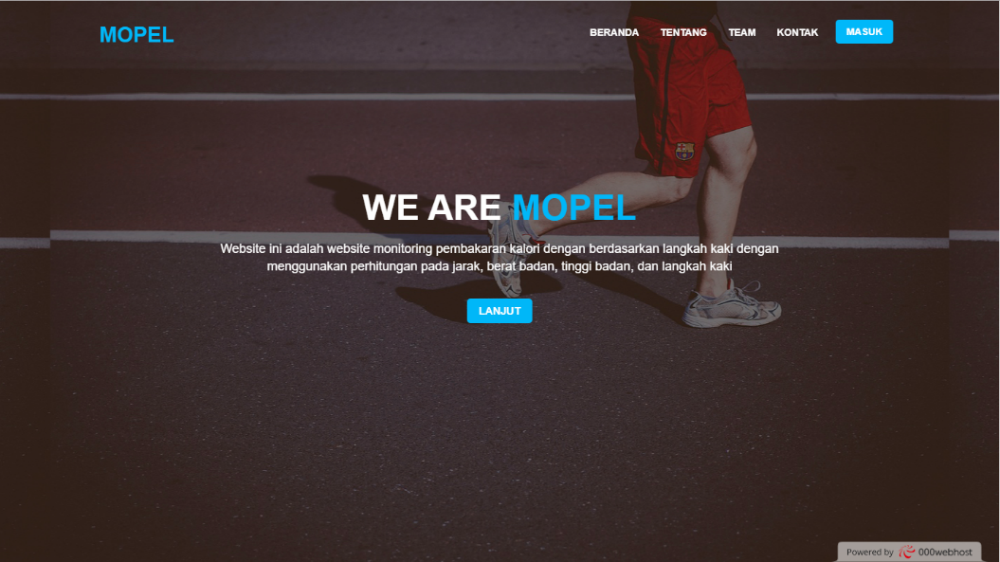 MOPEL
BERANDA TENTANG TEAM KONTAK MASUK
WE ARE MOPEL
Website ini adalah website monitoring pembakaran kalori dengan berdasarkan langkah kaki dengan
menggunakan perhitungan pada jarak, berat badan, tinggi badan, dan langkah kaki
LANJUT
Powered by 000webhost